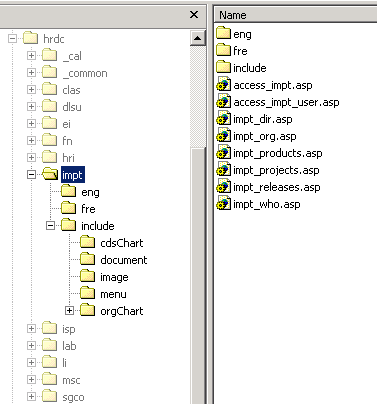 hrdc
_cal
_common
clas
dlsu
ei
fn
hri
impt
eng
fre
include
cdsChart
document
image
menu
orgChart
isp
lab
li
msc
sgco
Name
eng
fre
include
access_impt.asp
access_impt_user.asp
impt_dir.asp
impt_org.asp
impt_products.asp
impt_projects.asp
impt_releases.asp
impt_who.asp